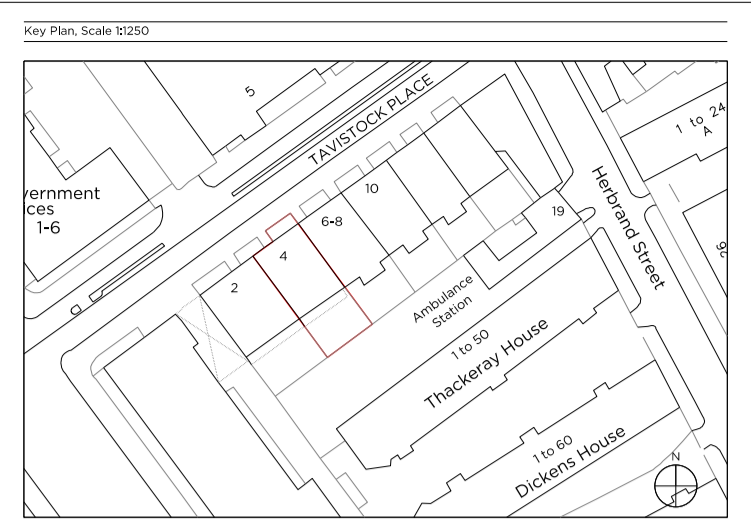 Key Plan, Scale 1:1250
5
TAVISTOCK PLACE
1 to 24
A
vernment
ices
1-6
10
6-8
4
2
19
Herbrand Street
26
Ambulance
Station
1 to 50
Thackeray House
1 to 60
Dickens House
N